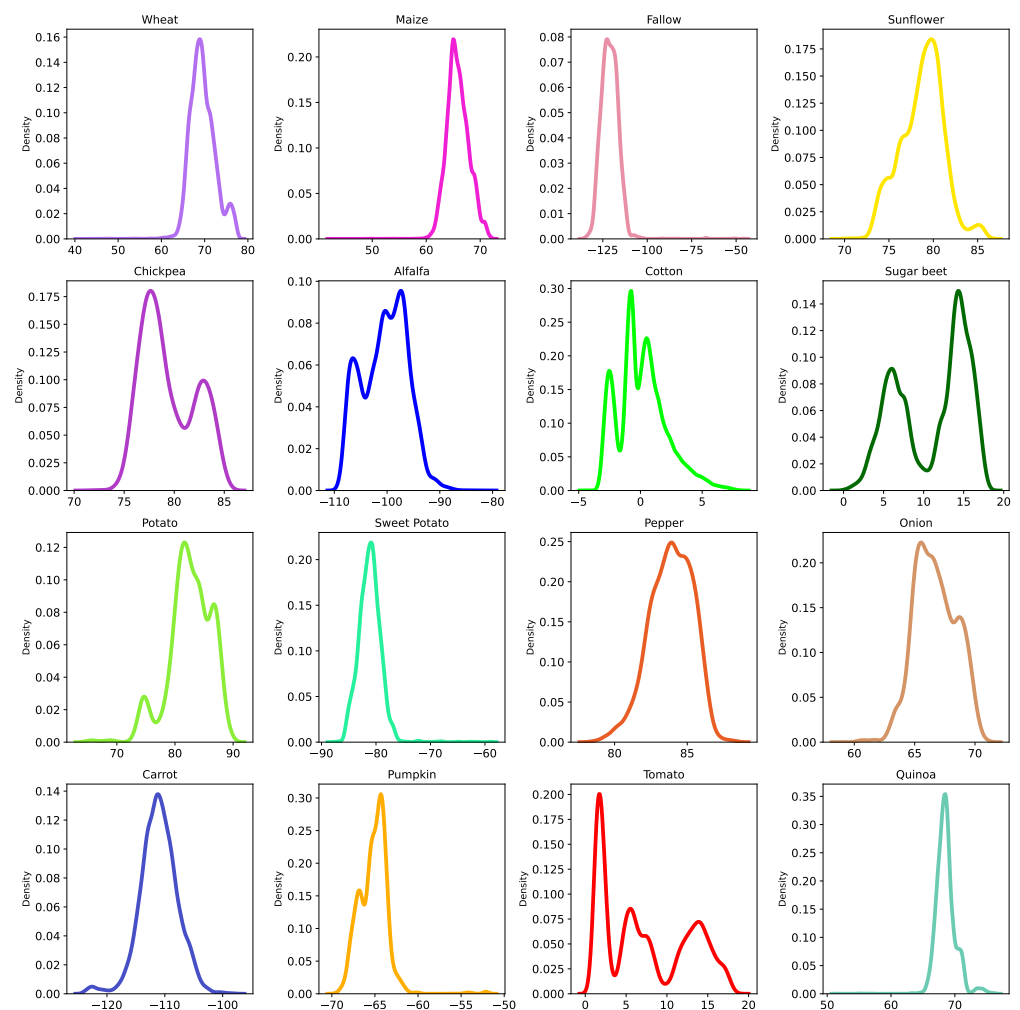 Wheat Maize Fallow Sunflower
0.16 0.14 0.12 0.10 0.08 0.06 0.04 0.02 0.00
Density
40 50 60 70 80
0.20 0.15 0.10 0.05 0.00
Density
50 60 70
0.08 0.07 0.06 0.05 0.04 0.03 0.02 0.01 0.00
Density
−125 −100 −75 −50
0.175 0.150 0.125 0.100 0.075 0.050 0.025 0.000
Density
70 75 80 85
Chickpea Alfalfa Cotton Sugar beet
0.175 0.150 0.125 0.100 0.075 0.050 0.025 0.000
Density
70 75 80 85
0.10 0.08 0.06 0.04 0.02 0.00
Density
−110 −100 −90 −80
0.30 0.25 0.20 0.15 0.10 0.05 0.00
Density
−5 0 5
0.14 0.12 0.10 0.08 0.06 0.04 0.02 0.00
Density
0 5 10 15 20
Potato Sweet Potato Pepper Onion
0.12 0.10 0.08 0.06 0.04 0.02 0.00
Density
70 80 90
0.20 0.15 0.10 0.05 0.00
Density
−90 −80 −70 −60
0.25 0.20 0.15 0.10 0.05 0.00
Density
80 85
0.20 0.15 0.10 0.05 0.00
Density
60 65 70
Carrot Pumpkin Tomato Quinoa
0.14 0.12 0.10 0.08 0.06 0.04 0.02 0.00
Density
−120 −110 −100
0.30 0.25 0.20 0.15 0.10 0.05 0.00
Density
−70 −65 −60 −55 −50
0.200 0.175 0.150 0.125 0.100 0.075 0.050 0.025 0.000
Density
0 5 10 15 20
0.35 0.30 0.25 0.20 0.15 0.10 0.05 0.00
Density
50 60 70